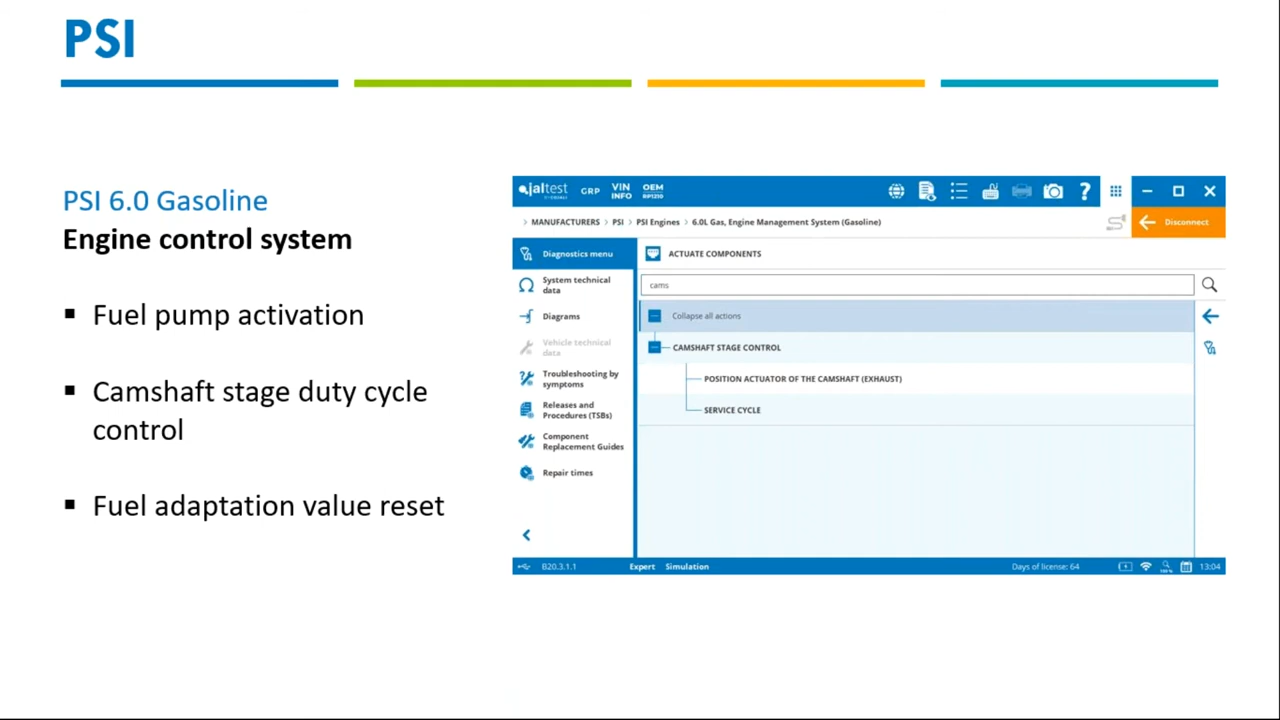 PSI
PSI 6.0 Gasoline
Engine control system
▪ Fuel pump activation
▪ Camshaft stage duty cycle
control
▪ Fuel adaptation value reset
jaltest
GRP
VIN
INFO
OEM
?
> MANUFACTURERS > PSI > PSI Engines > 6.0L Gas, Engine Management System (Gasoline)
Disconnect
Diagnostics menu
System technical
data
Diagrams
Vehicle technical
data
Troubleshooting by
symptoms
Releases and
Procedures (TSBs)
Component
Replacement Guides
Repair times
ACTUATE COMPONENTS
cams
Collapse all actions
CAMSHAFT STAGE CONTROL
POSITION ACTUATOR OF THE CAMSHAFT (EXHAUST)
SERVICE CYCLE
B20.3.1.1
Expert
Simulation
Days of license: 64
13:04